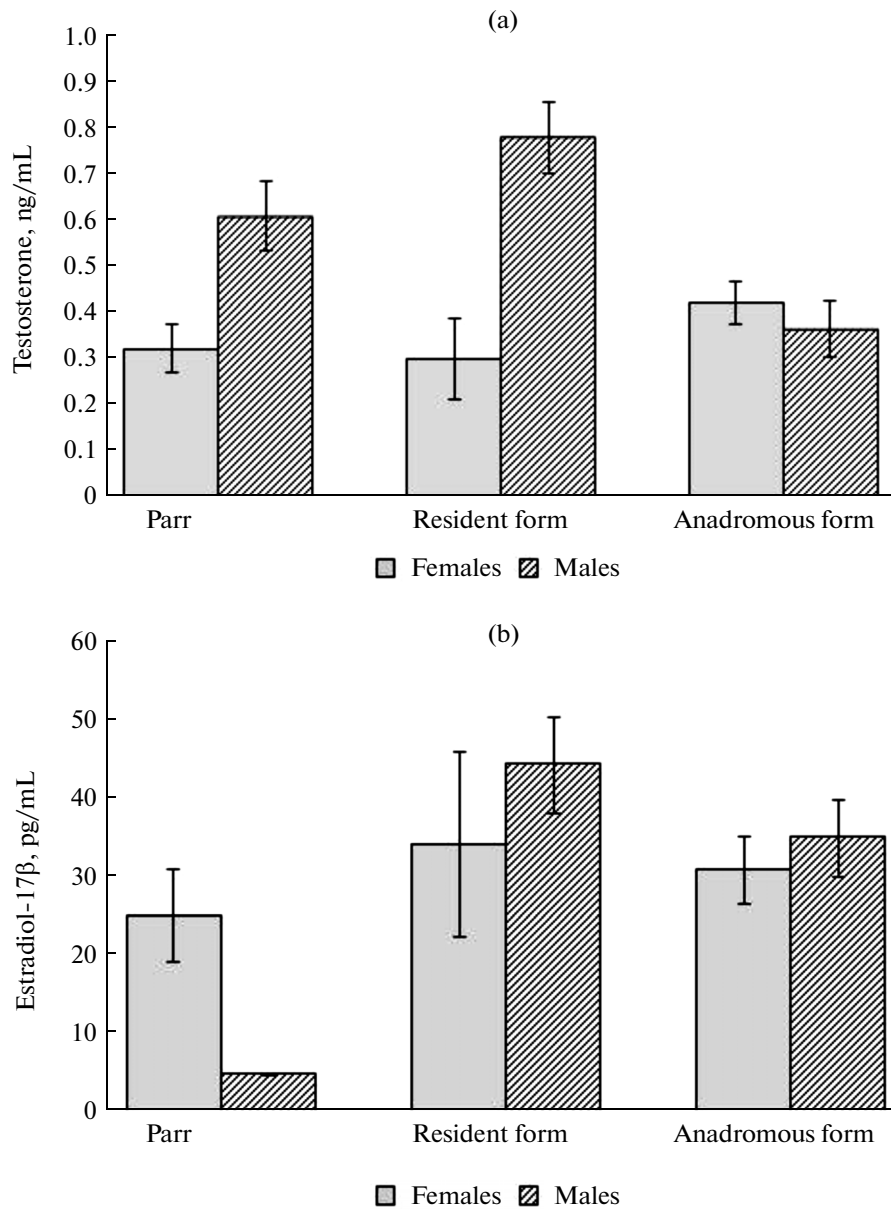 (a)
1.0
0.9
0.8
0.7
0.6
0.5
0.4
0.3
0.2
0.1
0
Testosterone, ng/mL
Parr Resident form Anadromous form
Females Males
(b)
60
50
40
30
20
10
0
Estradiol-17β, pg/mL
Parr Resident form Anadromous form
Females Males